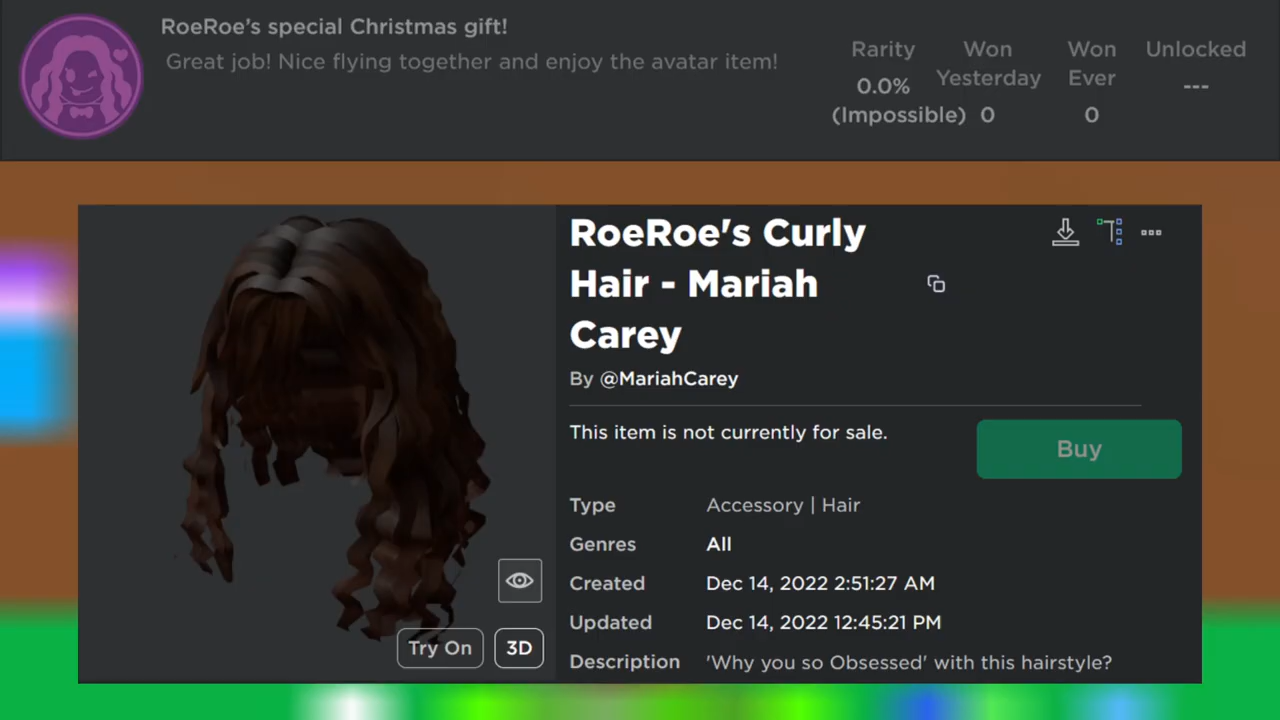 RoeRoe's special Christmas gift!
Great job! Nice flying together and enjoy the avatar item!
Rarity
0.0%
(Impossible)
Won
Yesterday
0
Won
Ever
0
Unlocked
---
RoeRoe's Curly
Hair - Mariah
Carey
By @MariahCarey
This item is not currently for sale.
Buy
Type Accessory | Hair
Genres All
Created Dec 14, 2022 2:51:27 AM
Updated Dec 14, 2022 12:45:21 PM
Description 'Why you so Obsessed' with this hairstyle?
Try On
3D